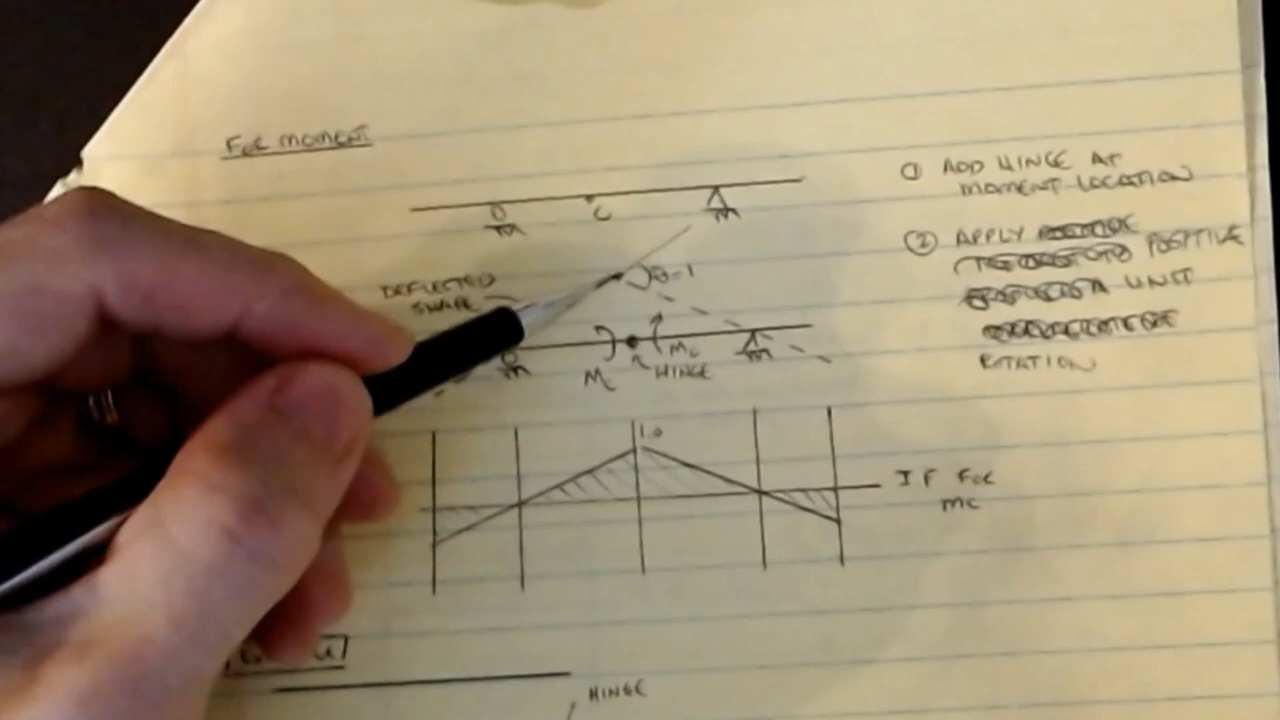 FOR MOMENT
① ADD HINGE AT
MOMENT LOCATION
C
② APPLY
POSITIVE
A UNIT
ROTATION
DEFLECTED
SHAPE
θ=1
M
Mc
HINGE
1.0
IF FOR
MC
HINGE